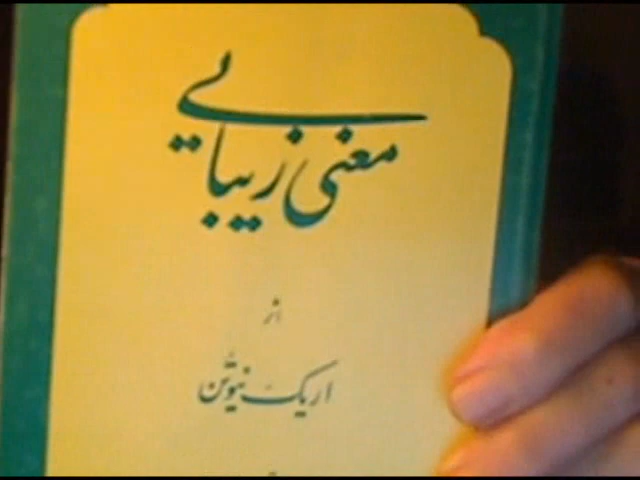 معنی زیبایی
اثر
اریک نیوتن